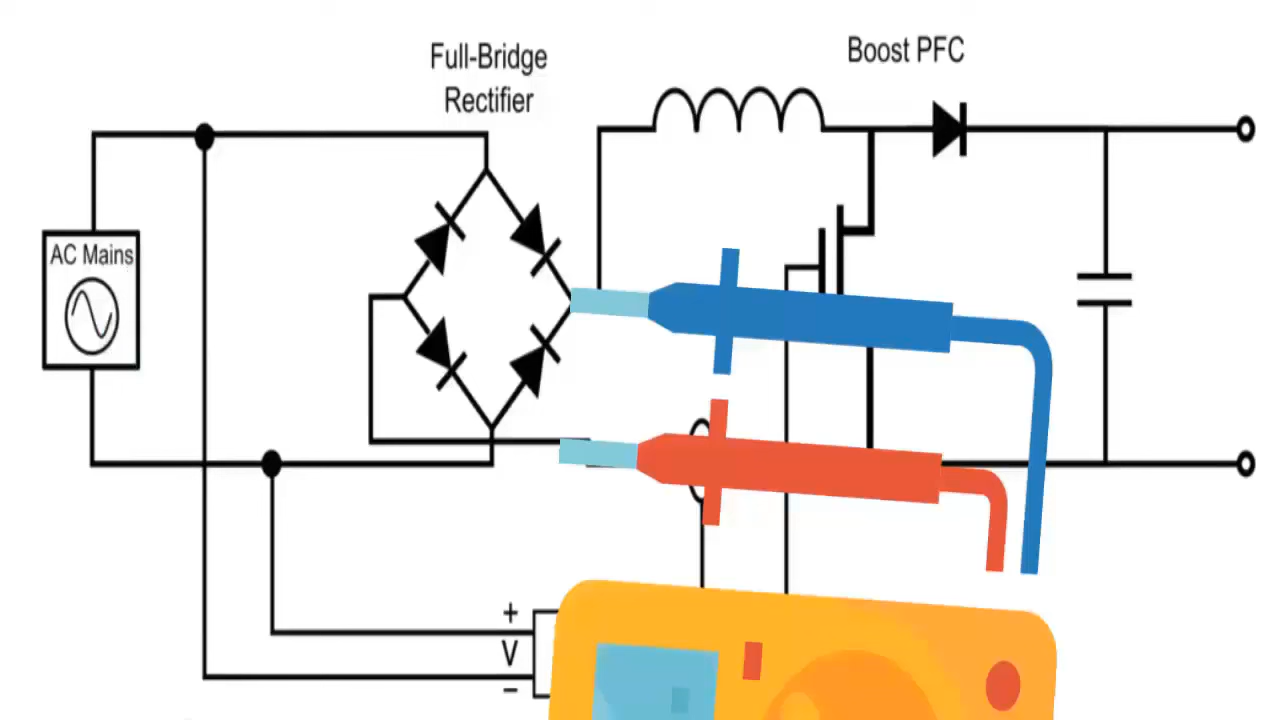 Full-Bridge
Rectifier
Boost PFC
AC Mains
+
V
−